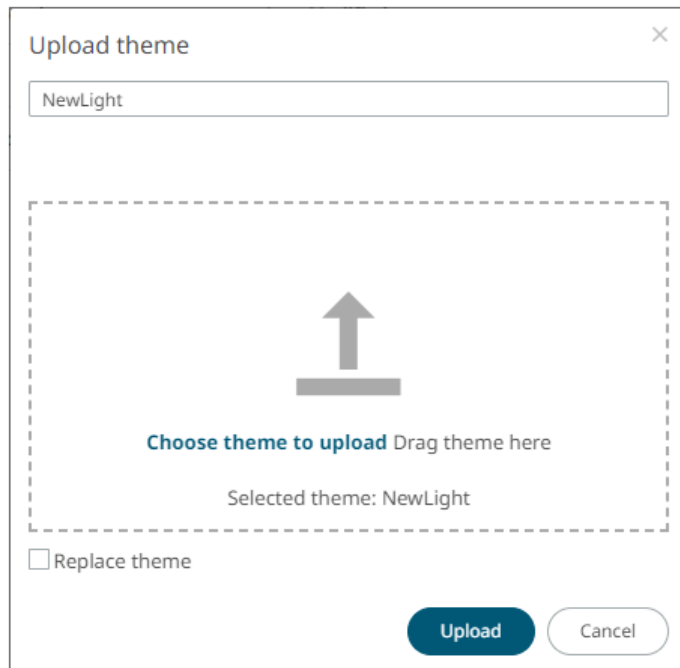 Upload theme
NewLight
Choose theme to upload Drag theme here
Selected theme: NewLight
Replace theme
Upload Cancel